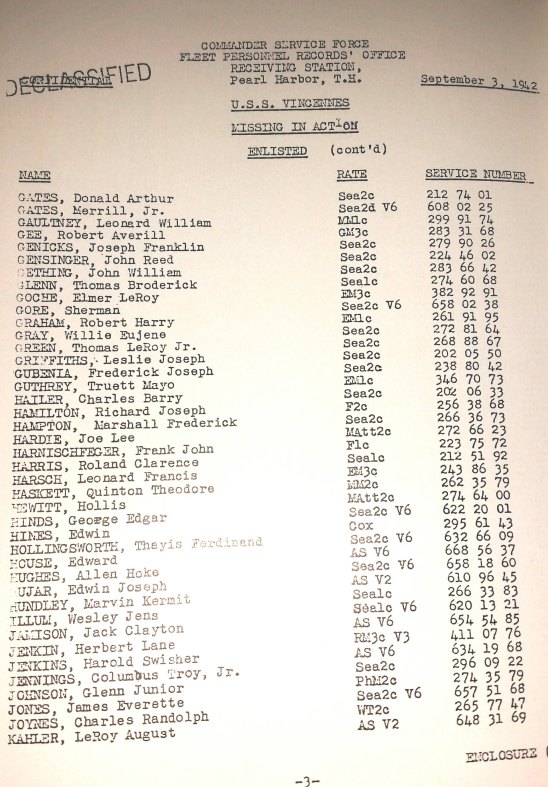 COMMANDER SERVICE FORCE
FLEET PERSONNEL RECORDS' OFFICE
RECEIVING STATION,
DECLASSIFIED
CONFIDENTIAL Pearl Harbor, T.H. September 3, 1942
U.S.S. VINCENNES
MISSING IN ACTION
ENLISTED (cont'd)
NAME RATE SERVICE NUMBER
GATES, Donald Arthur Sea2c 212 74 01
GATES, Merrill, Jr. Sea2d V6 608 02 25
GAULTNEY, Leonard William MM1c 299 91 74
GEE, Robert Averill GM3c 283 31 68
GENICKS, Joseph Franklin Sea2c 279 90 26
GENSINGER, John Reed Sea2c 224 46 02
GETHING, John William Sea2c 283 66 42
GLENN, Thomas Broderick Sea1c 274 60 68
GOCHE, Elmer LeRoy EM3c 382 92 91
GORE, Sherman Sea2c V6 658 02 38
GRAHAM, Robert Harry EM1c 261 91 95
GRAY, Willie Eujene Sea2c 272 81 64
GREEN, Thomas LeRoy Jr. Sea2c 268 88 67
GRIFFITHS, Leslie Joseph Sea2c 202 05 50
GUBENIA, Frederick Joseph Sea2c 238 80 42
GUTHREY, Truett Mayo EM1c 346 70 73
HAILER, Charles Barry Sea2c 202 06 33
HAMILTON, Richard Joseph F2c 256 38 68
HAMPTON, Marshall Frederick Sea2c 266 36 73
HARDIE, Joe Lee MAtt2c 272 66 23
HARNISCHFEGER, Frank John F1c 223 75 72
HARRIS, Roland Clarence Sea1c 212 51 92
HARSCH, Leonard Francis EM3c 243 86 35
HASKETT, Quinton Theodore MM2c 262 35 79
HEWITT, Hollis MAtt2c 274 64 00
HINDS, George Edgar Sea2c V6 622 20 01
HINES, Edwin Cox 295 61 43
HOLLINGSWORTH, Thayis Ferdinand Sea2c V6 632 66 09
HOUSE, Edward AS V6 668 56 37
HUGHES, Allen Hoke Sea2c V6 658 18 60
HUJAR, Edwin Joseph AS V2 610 96 45
HUNDLEY, Marvin Kermit Sea1c 266 33 83
ILLUM, Wesley Jens Sea1c V6 620 13 21
JAMISON, Jack Clayton AS V6 654 54 85
JENKIN, Herbert Lane RM3c V3 411 07 76
JENKINS, Harold Swisher AS V6 634 19 68
JENNINGS, Columbus Troy, Jr. Sea2c 296 09 22
JOHNSON, Glenn Junior PhM2c 274 35 79
JONES, James Everette Sea2c V6 657 51 68
JOYNES, Charles Randolph WT2c 265 77 47
KAHLER, LeRoy August AS V2 648 31 69
ENCLOSURE (
-3-